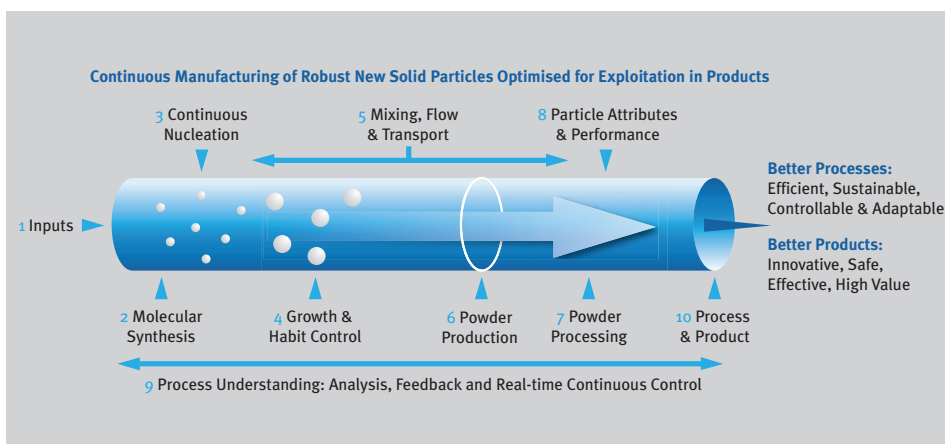 Continuous Manufacturing of Robust New Solid Particles Optimised for Exploitation in Products
3 Continuous
Nucleation
5 Mixing, Flow
& Transport
8 Particle Attributes
& Performance
1 Inputs
Better Processes:
Efficient, Sustainable,
Controllable & Adaptable
Better Products:
Innovative, Safe,
Effective, High Value
2 Molecular
Synthesis
4 Growth &
Habit Control
6 Powder
Production
7 Powder
Processing
10 Process
& Product
9 Process Understanding: Analysis, Feedback and Real-time Continuous Control